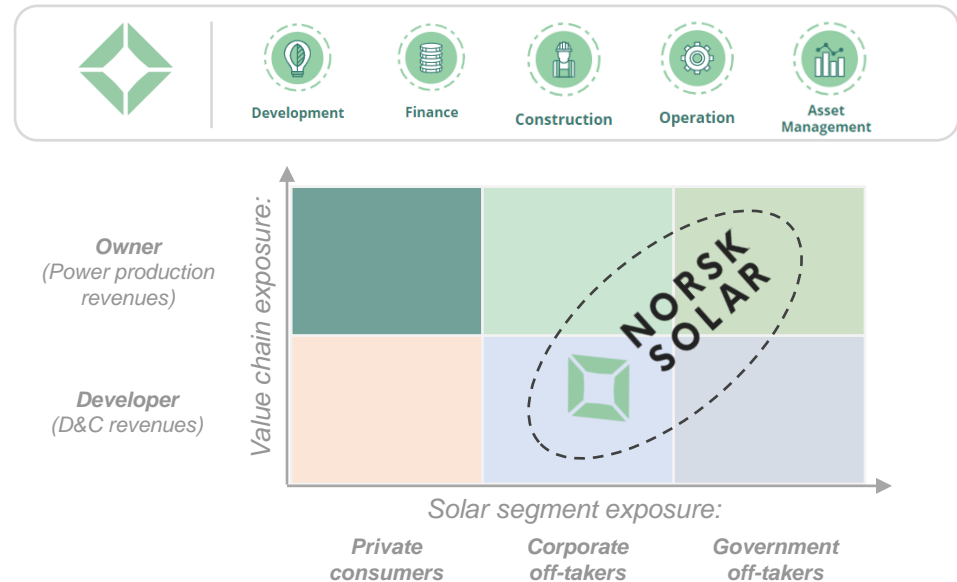 Development
Finance
Construction
Operation
Asset
Management
Value chain exposure:
Owner
(Power production
revenues)
Developer
(D&C revenues)
NORSK
SOLAR
Solar segment exposure:
Private
consumers
Corporate
off-takers
Government
off-takers